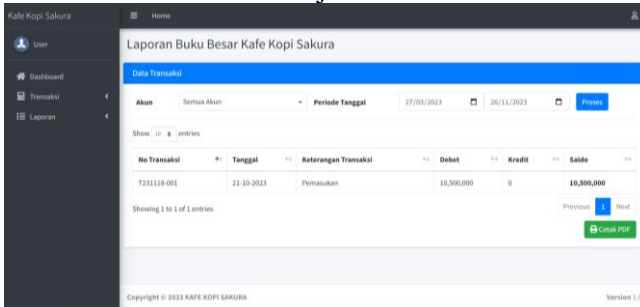 Kafe Kopi Sakura
Home
User
Dashboard
Transaksi
Laporan
Laporan Buku Besar Kafe Kopi Sakura
Data Transaksi
Akun Semua Akun Periode Tanggal 27/03/2023 26/11/2023 Proses
Show 10 entries
No Transaksi Tanggal Keterangan Transaksi Debet Kredit Saldo
T231118-001 21-10-2023 Pemasukan 10,500,000 0 10,500,000
Showing 1 to 1 of 1 entries
Previous 1 Next
Cetak PDF
Copyright © 2023 KAFE KOPI SAKURA Version